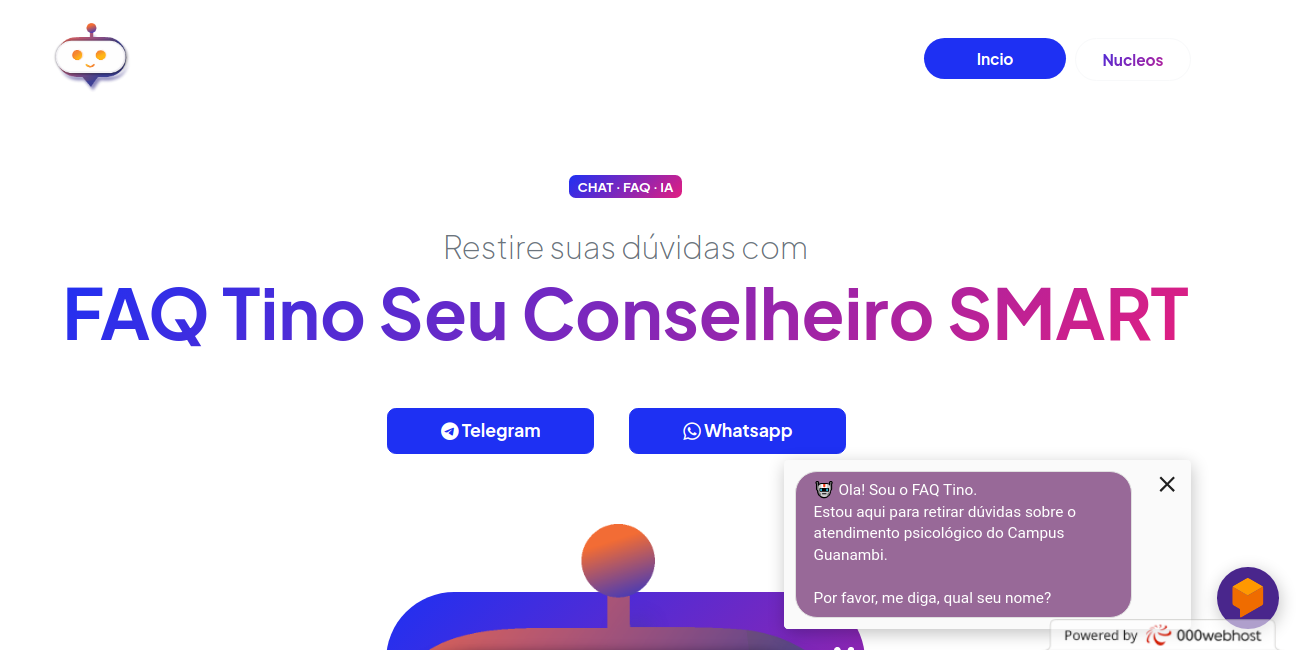 Incio
Nucleos
CHAT · FAQ · IA
Restire suas dúvidas com
FAQ Tino Seu Conselheiro SMART
Telegram
Whatsapp
Ola! Sou o FAQ Tino.
Estou aqui para retirar dúvidas sobre o
atendimento psicológico do Campus
Guanambi.
Por favor, me diga, qual seu nome?
Powered by 000webhost